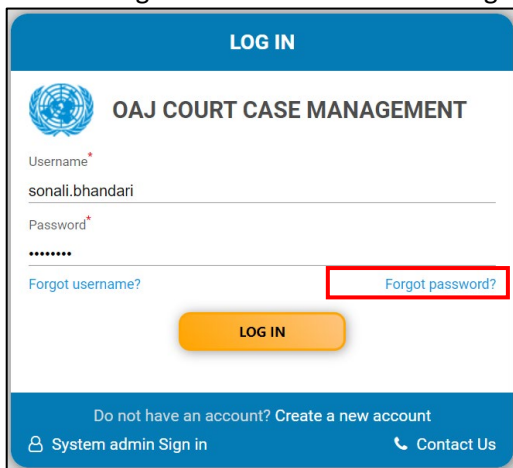 LOG IN
OAJ COURT CASE MANAGEMENT
Username*
sonali.bhandari
Password*
••••••••
Forgot username? Forgot password?
LOG IN
Do not have an account? Create a new account
System admin Sign in Contact Us